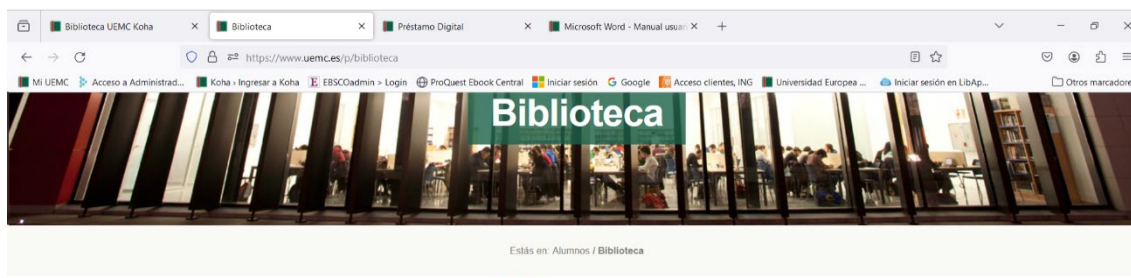 Biblioteca UEMC Koha
Biblioteca
Préstamo Digital
Microsoft Word - Manual usuar
https://www.uemc.es/p/biblioteca
Mi UEMC Acceso a Administrad... Koha › Ingresar a Koha EBSCOadmin > Login ProQuest Ebook Central Iniciar sesión Google Acceso clientes, ING Universidad Europea ... Iniciar sesión en LibAp... Otros marcadores
Biblioteca
Estás en: Alumnos / Biblioteca